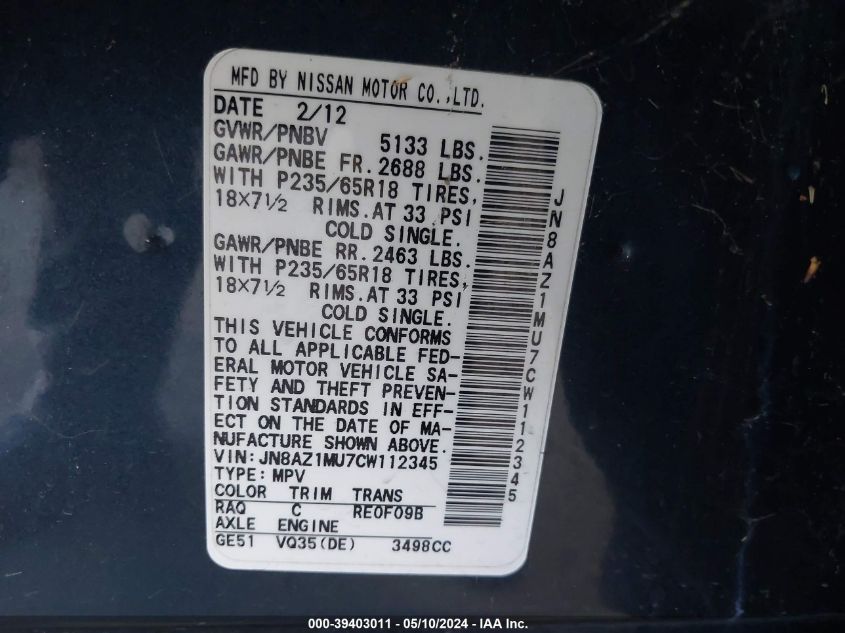 MFD BY NISSAN MOTOR CO.,LTD.
DATE 2/12
GVWR/PNBV 5133 LBS.
GAWR/PNBE FR.2688 LBS.
WITH P235/65R18 TIRES,
18×7½ RIMS.AT 33 PSI
COLD SINGLE.
GAWR/PNBE RR.2463 LBS.
WITH P235/65R18 TIRES,
18×7½ RIMS.AT 33 PSI
COLD SINGLE.
THIS VEHICLE CONFORMS
TO ALL APPLICABLE FED-
ERAL MOTOR VEHICLE SA-
FETY AND THEFT PREVEN-
TION STANDARDS IN EFF-
ECT ON THE DATE OF MA-
NUFACTURE SHOWN ABOVE.
VIN: JN8AZ1MU7CW112345
TYPE: MPV
COLOR TRIM TRANS
RAQ C RE0F09B
AXLE ENGINE
GE51 VQ35(DE) 3498CC
JN8AZ1MU7CW112345
000-39403011 - 05/10/2024 - IAA Inc.